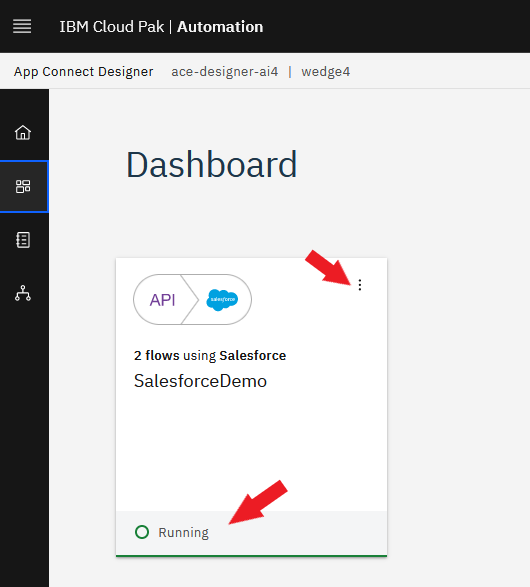 IBM Cloud Pak | Automation
App Connect Designer ace-designer-ai4 | wedge4
Dashboard
API salesforce
2 flows using Salesforce
SalesforceDemo
Running